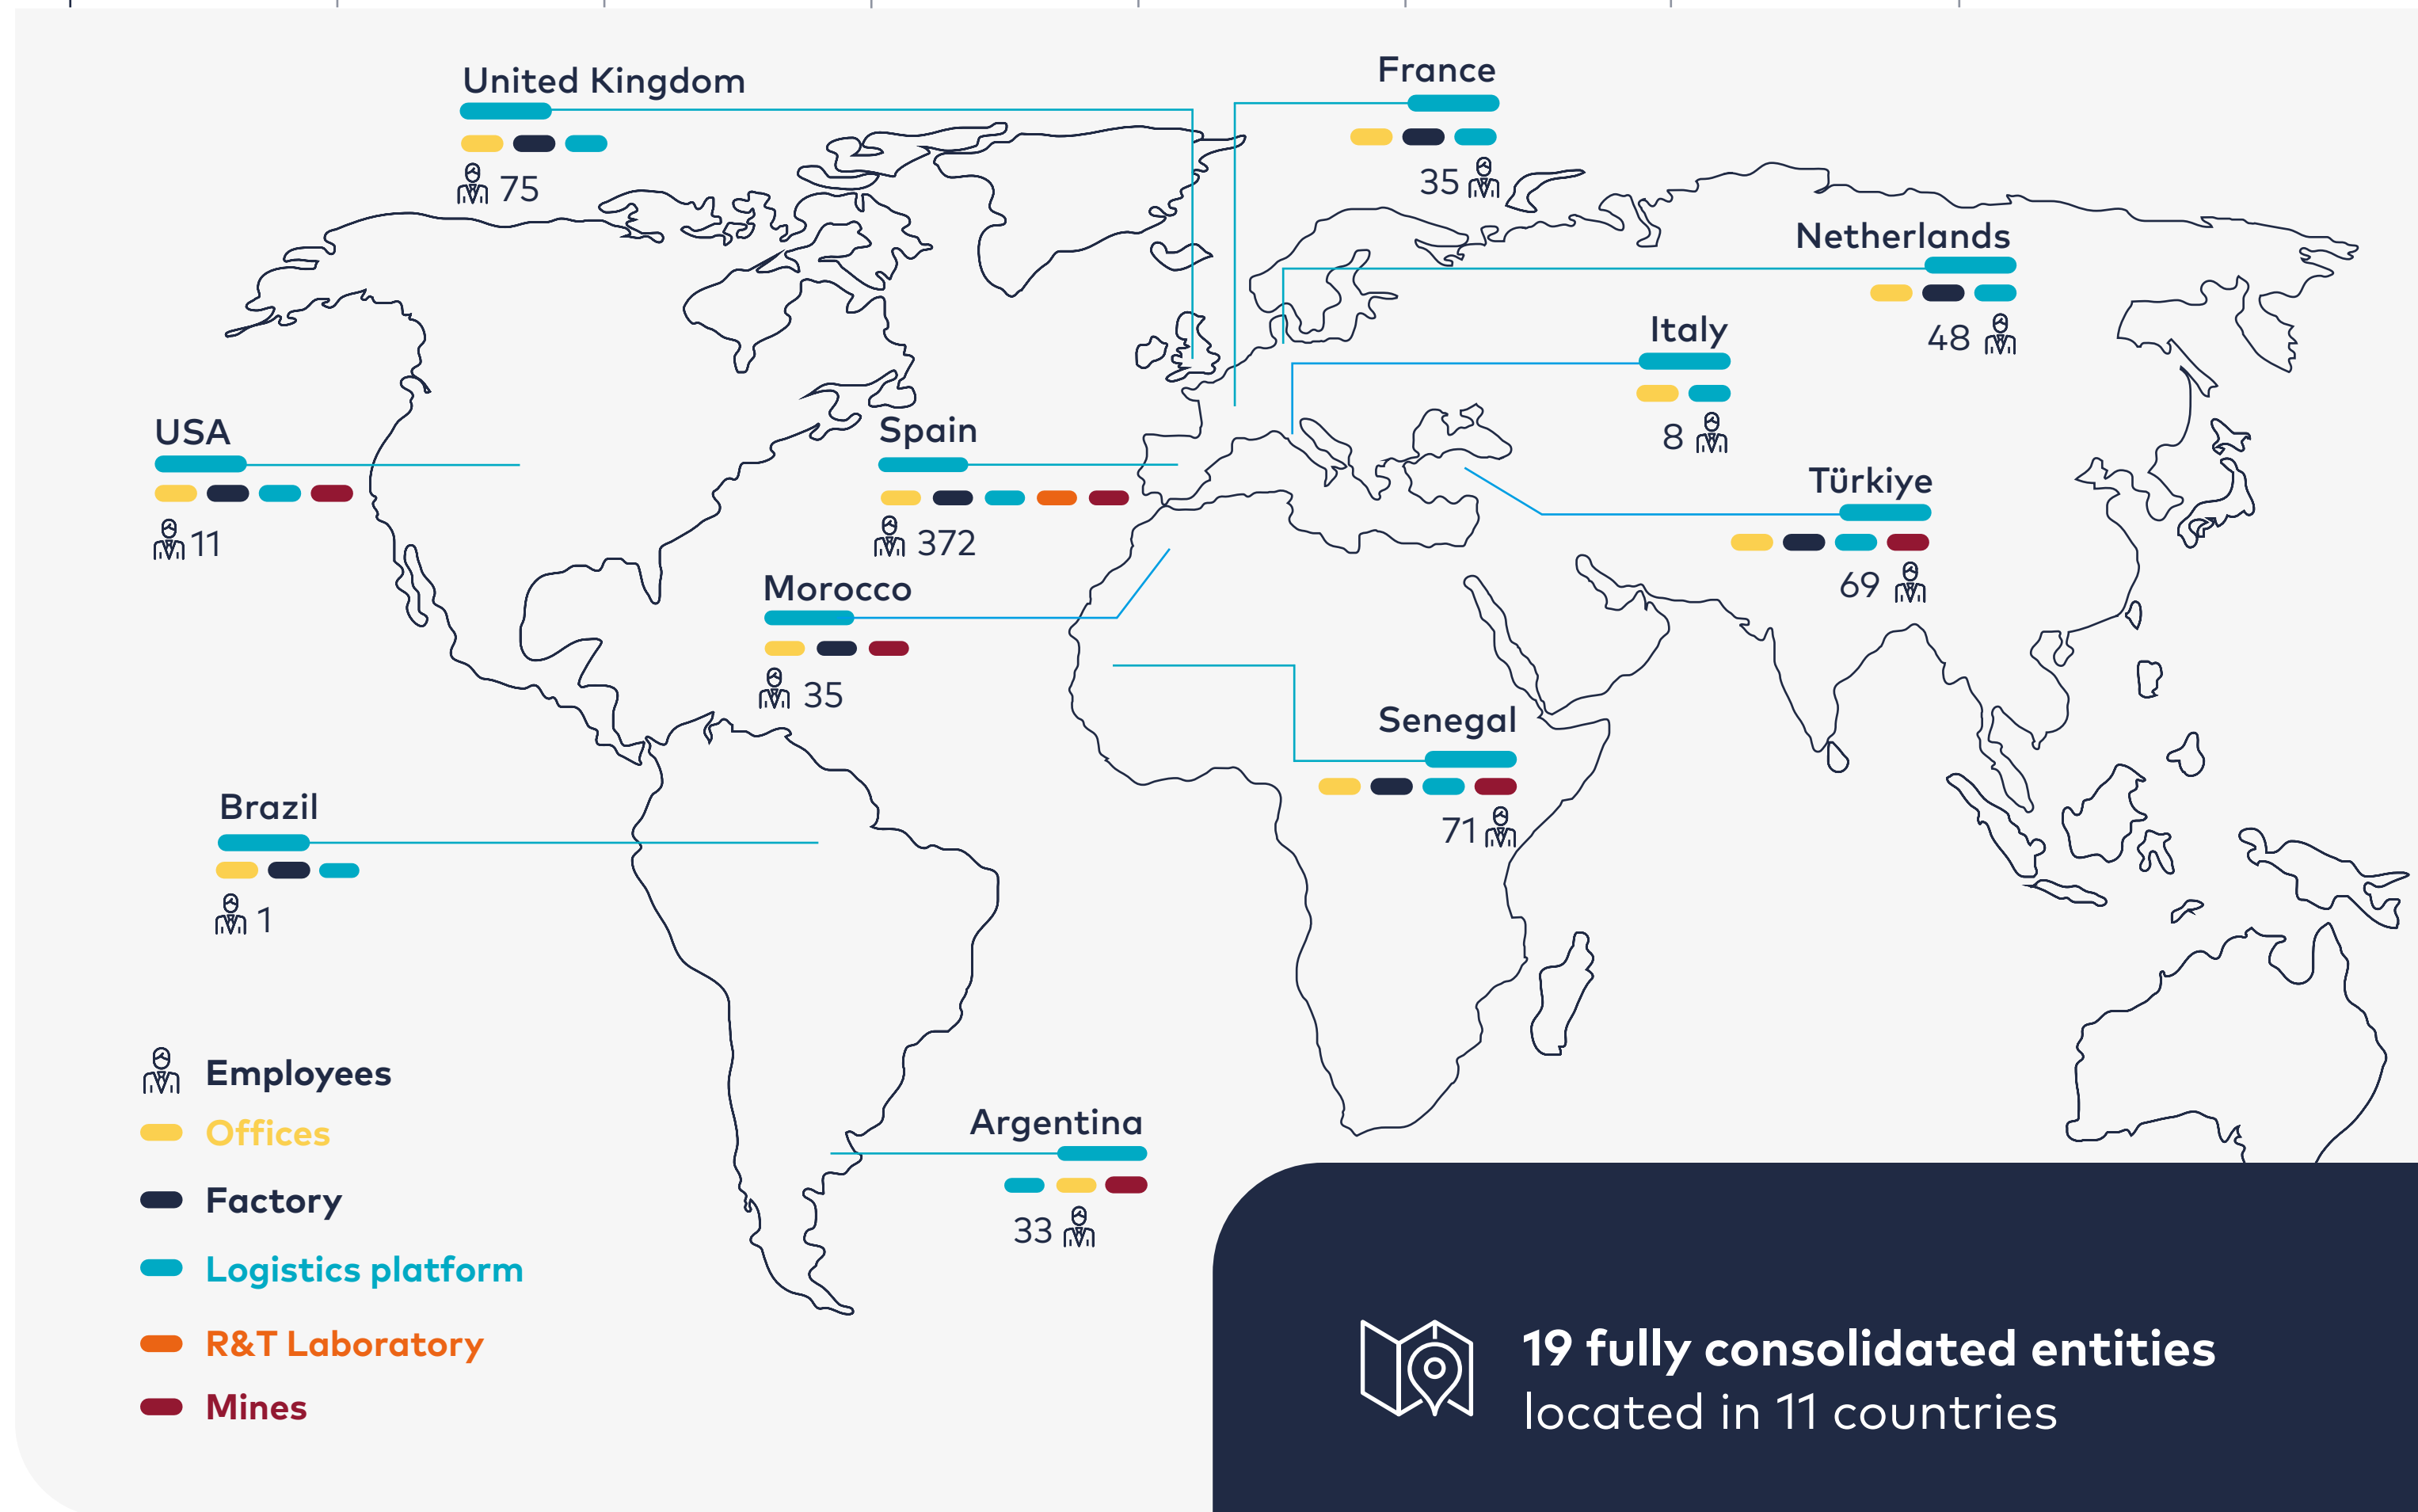 United Kingdom
75
France
35
Netherlands
48
Italy
8
USA
11
Spain
372
Türkiye
69
Morocco
35
Senegal
71
Brazil
1
Argentina
33
Employees
Offices
Factory
Logistics platform
R&T Laboratory
Mines
19 fully consolidated entities
located in 11 countries